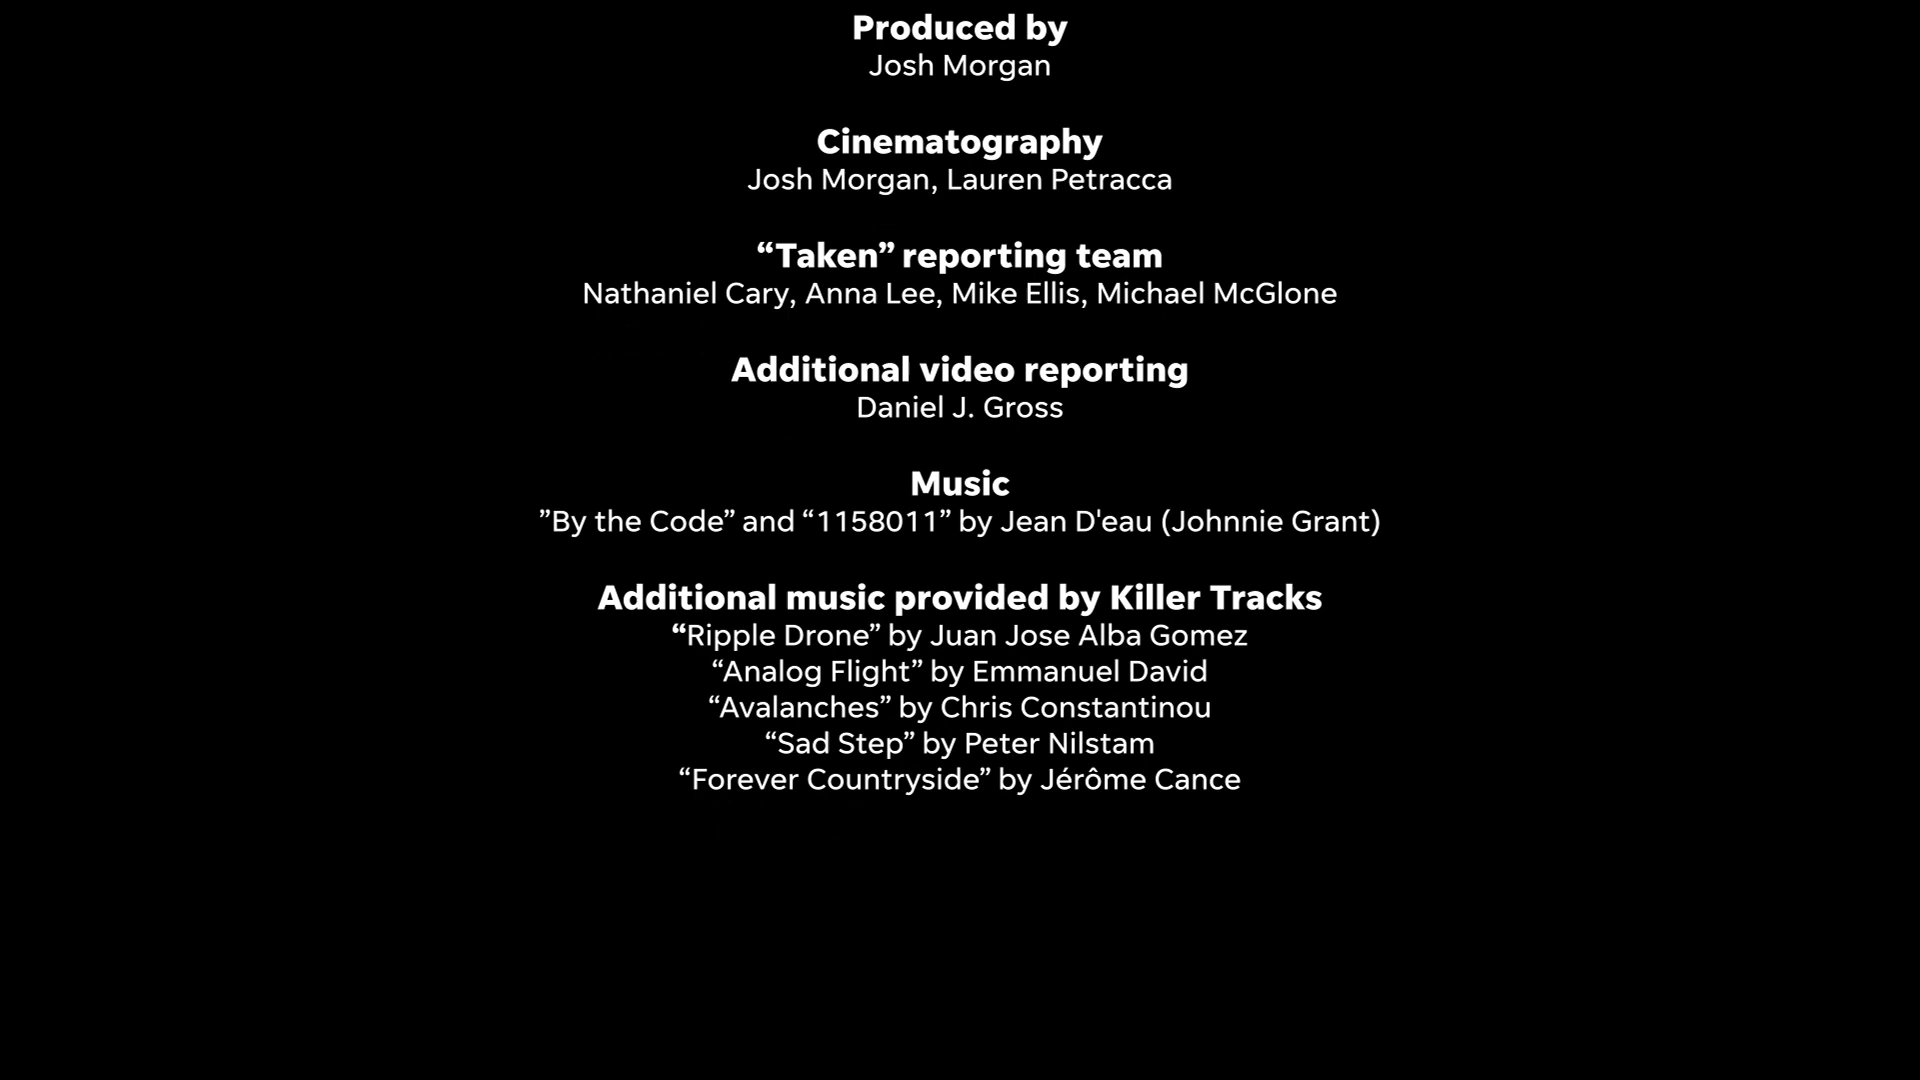 Produced by
Josh Morgan
Cinematography
Josh Morgan, Lauren Petracca
“Taken” reporting team
Nathaniel Cary, Anna Lee, Mike Ellis, Michael McGlone
Additional video reporting
Daniel J. Gross
Music
”By the Code” and “1158011” by Jean D'eau (Johnnie Grant)
Additional music provided by Killer Tracks
“Ripple Drone” by Juan Jose Alba Gomez
“Analog Flight” by Emmanuel David
“Avalanches” by Chris Constantinou
“Sad Step” by Peter Nilstam
“Forever Countryside” by Jérôme Cance